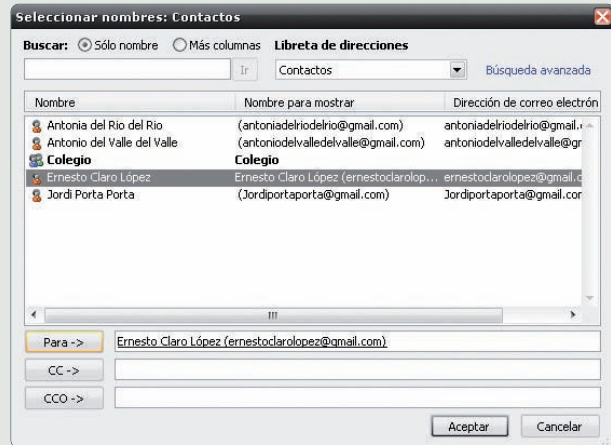 Seleccionar nombres: Contactos
Buscar: Sólo nombre Más columnas Libreta de direcciones
Ir Contactos Búsqueda avanzada
Nombre Nombre para mostrar Dirección de correo electrón
Antonia del Rio del Rio (antoniadelriodelrio@gmail.com) antoniadelriodelrio@gmail.
Antonio del Valle del Valle (antoniodelvalledelvalle@gmail.com) antoniodelvalledelvalle@gr
Colegio Colegio
Ernesto Claro López Ernesto Claro López (ernestoclarolop... ernestoclarolopez@gmail.c
Jordi Porta Porta (Jordiportaporta@gmail.com) Jordiportaporta@gmail.cor
Para -> Ernesto Claro López (ernestoclarolopez@gmail.com)
CC ->
CCO ->
Aceptar Cancelar